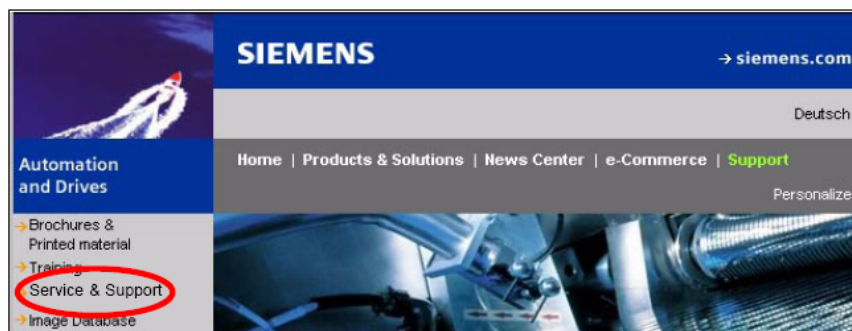 SIEMENS
→ siemens.com
Deutsch
Automation
and Drives
Home | Products & Solutions | News Center | e-Commerce | Support
Personalize
Brochures &
Printed material
Training
Service & Support
Image Database